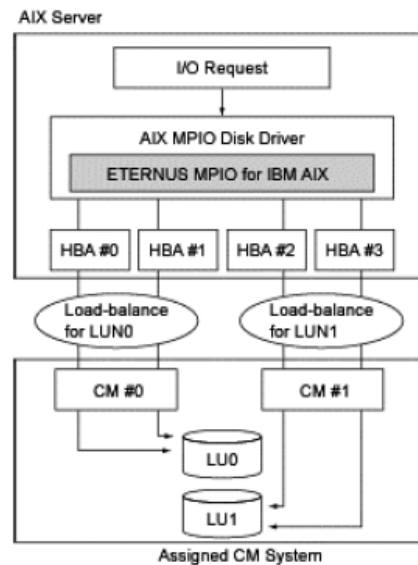 AIX Server
I/O Request
AIX MPIO Disk Driver
ETERNUS MPIO for IBM AIX
HBA #0
HBA #1
HBA #2
HBA #3
Load-balance
for LUN0
Load-balance
for LUN1
CM #0
CM #1
LU0
LU1
Assigned CM System